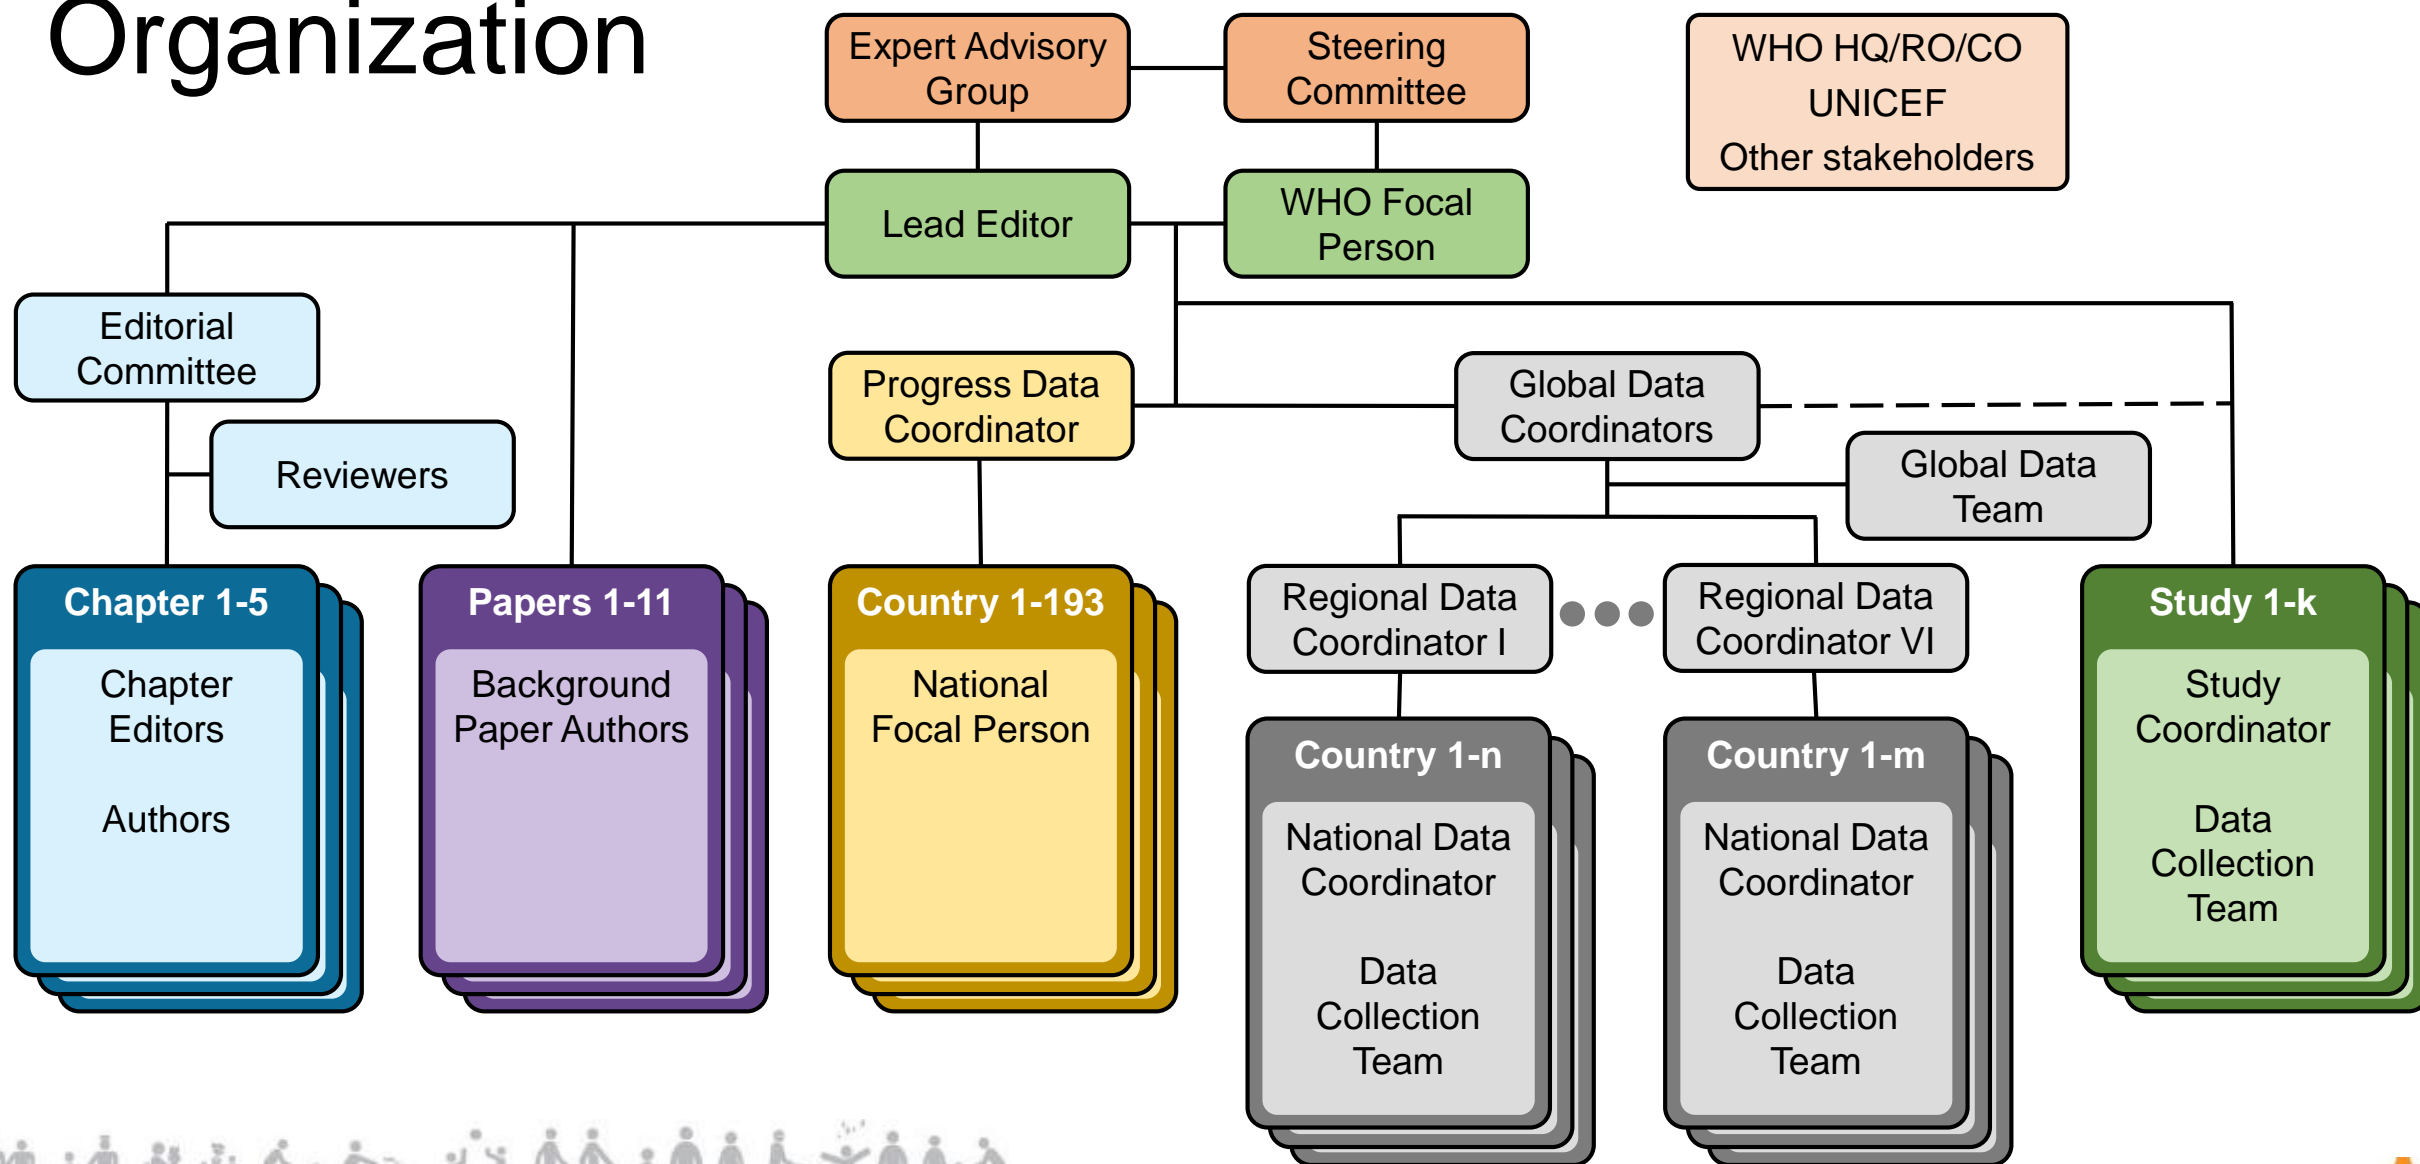 Organization
Expert Advisory
Group
Steering
Committee
WHO HQ/RO/CO
UNICEF
Other stakeholders
Lead Editor
WHO Focal
Person
Editorial
Committee
Reviewers
Progress Data
Coordinator
Global Data
Coordinators
Global Data
Team
Chapter 1-5
Chapter
Editors
Authors
Papers 1-11
Background
Paper Authors
Country 1-193
National
Focal Person
Regional Data
Coordinator I
Regional Data
Coordinator VI
Country 1-n
National Data
Coordinator
Data
Collection
Team
Country 1-m
National Data
Coordinator
Data
Collection
Team
Study 1-k
Study
Coordinator
Data
Collection
Team